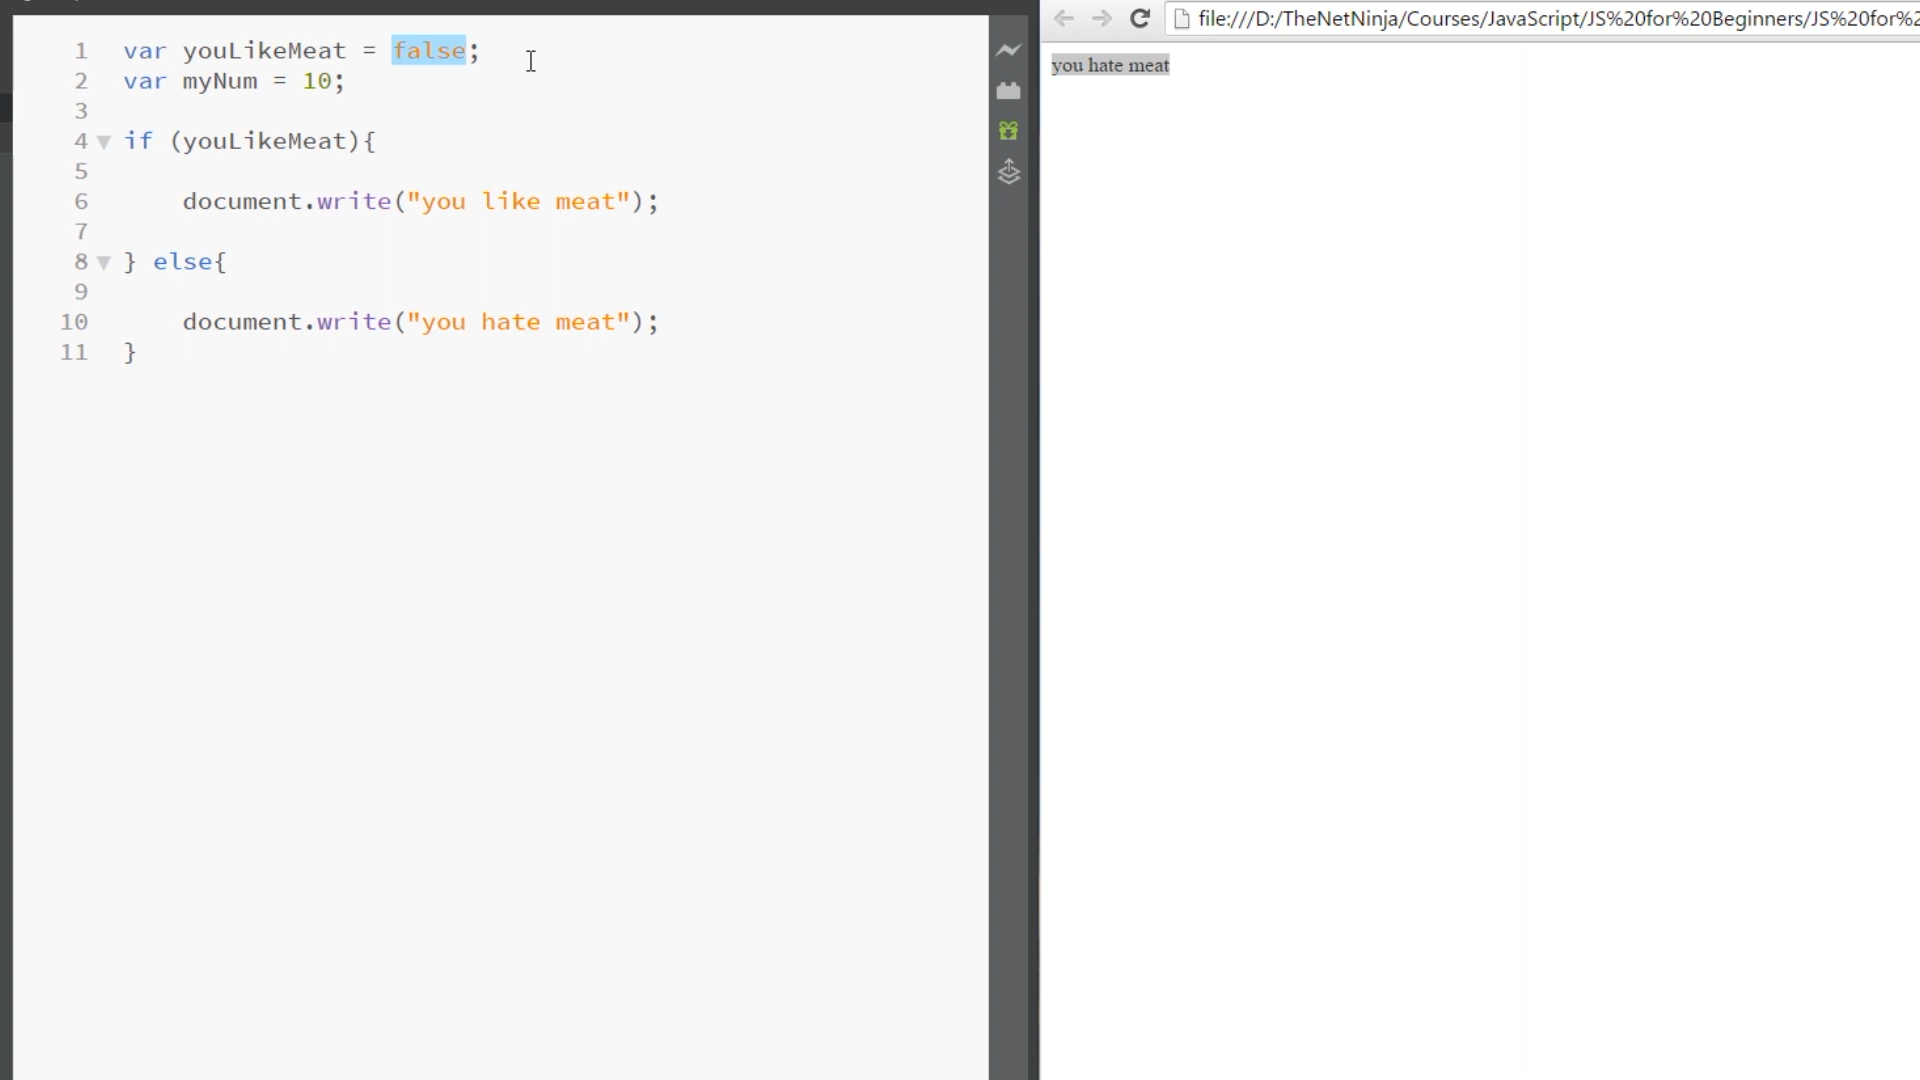 1 var youLikeMeat = false;
2 var myNum = 10;
3
4 if (youLikeMeat){
5
6 document.write("you like meat");
7
8 } else{
9
10 document.write("you hate meat");
11 }
file:///D:/TheNetNinja/Courses/JavaScript/JS%20for%20Beginners/JS%20for%2
you hate meat